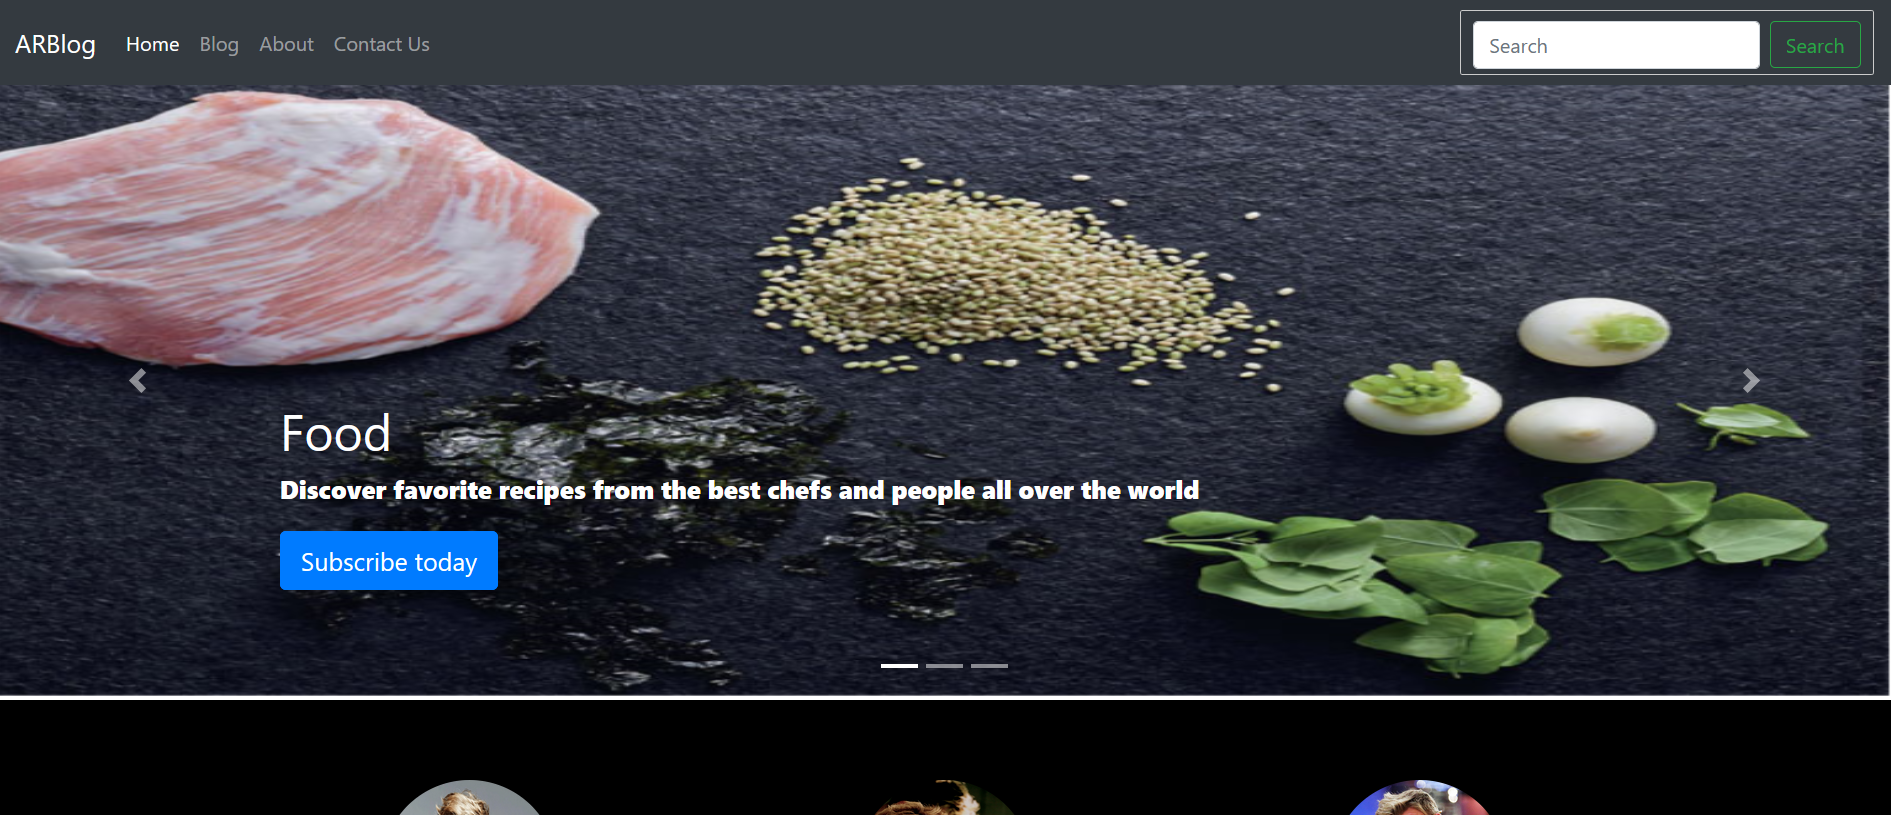 ARBlog Home Blog About Contact Us Search Search
Food
Discover favorite recipes from the best chefs and people all over the world
Subscribe today